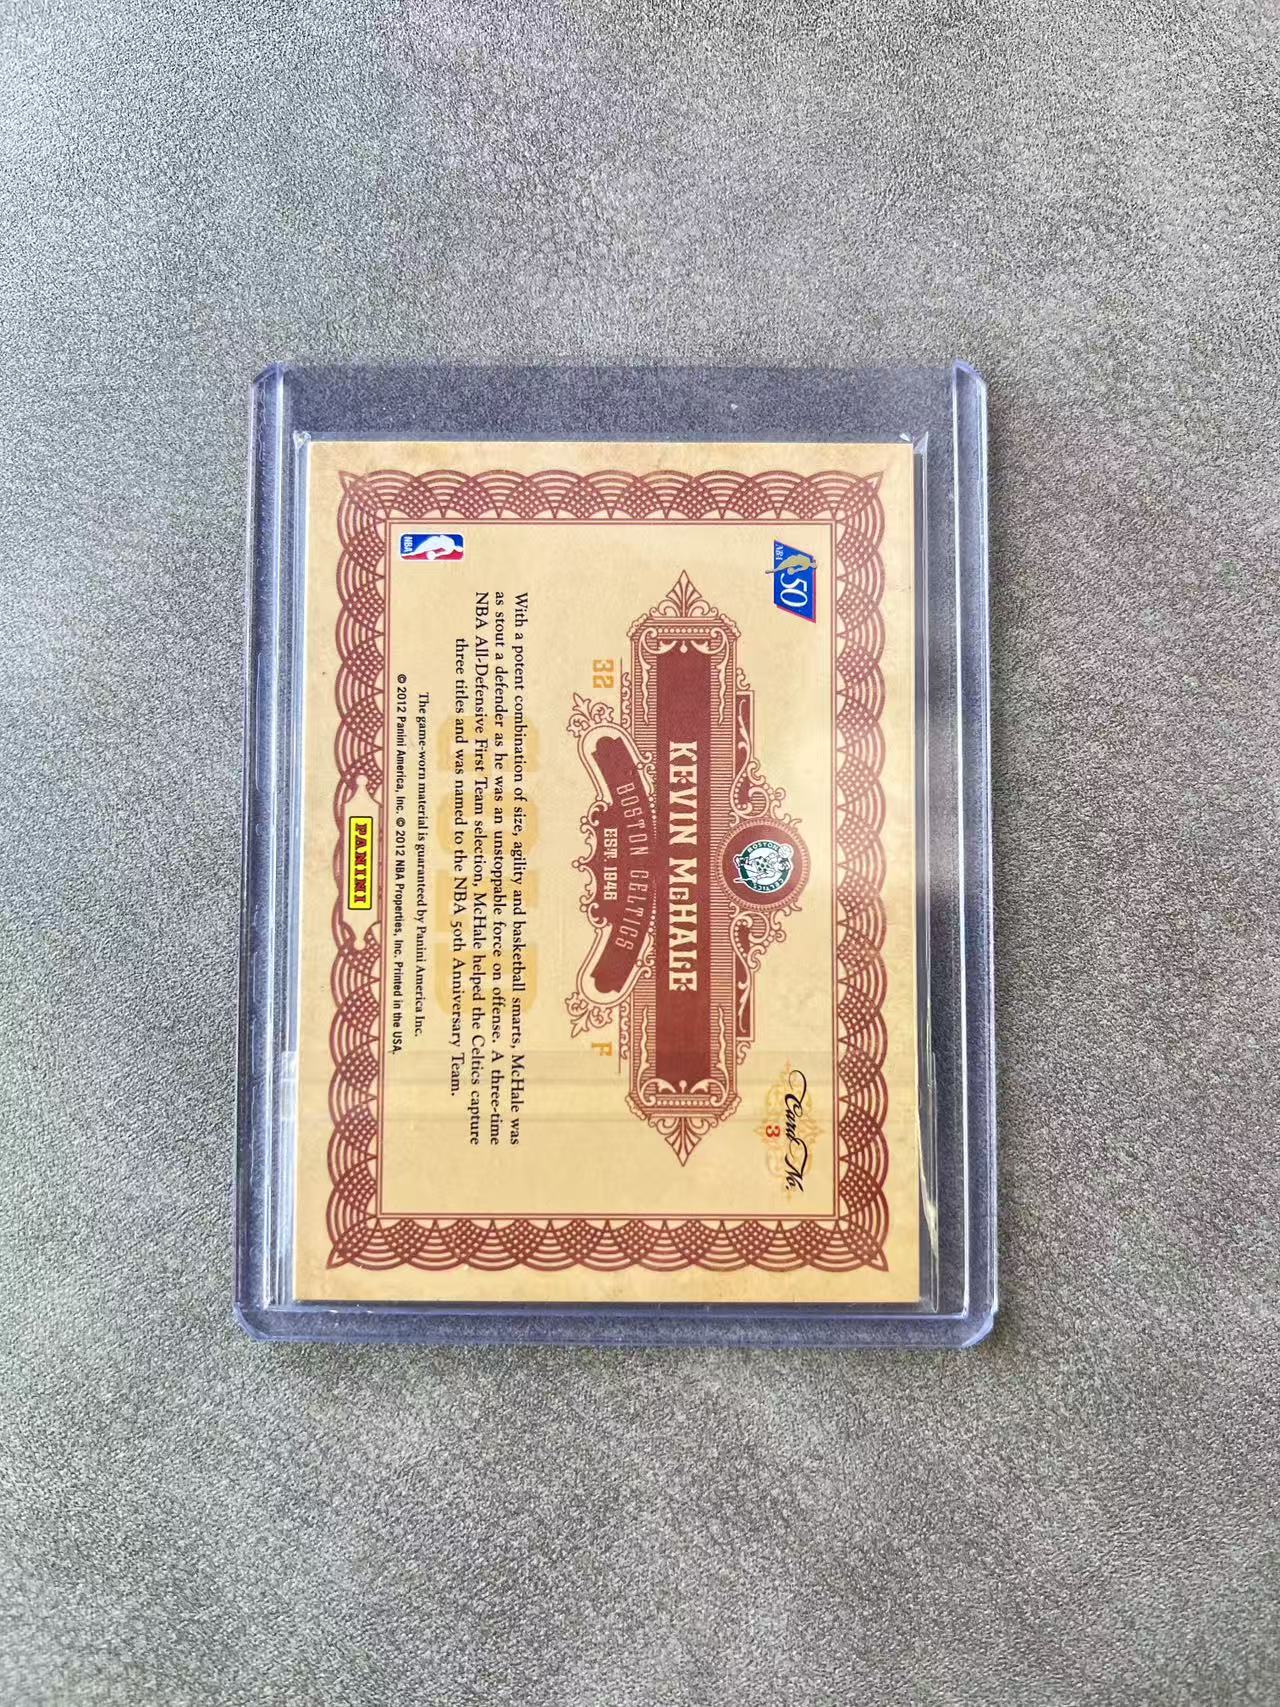 NBA 50
Card No.
3
BOSTON
CELTICS
KEVIN McHALE
32
BOSTON CELTICS
EST. 1946
F
With a potent combination of size, agility and basketball smarts, McHale was
as stout a defender as he was an unstoppable force on offense. A three-time
NBA All-Defensive First Team selection, McHale helped the Celtics capture
three titles and was named to the NBA 50th Anniversary Team.
The game-worn material is guaranteed by Panini America Inc.
© 2012 Panini America, Inc. © 2012 NBA Properties, Inc. Printed in the USA.
NBA
PANINI